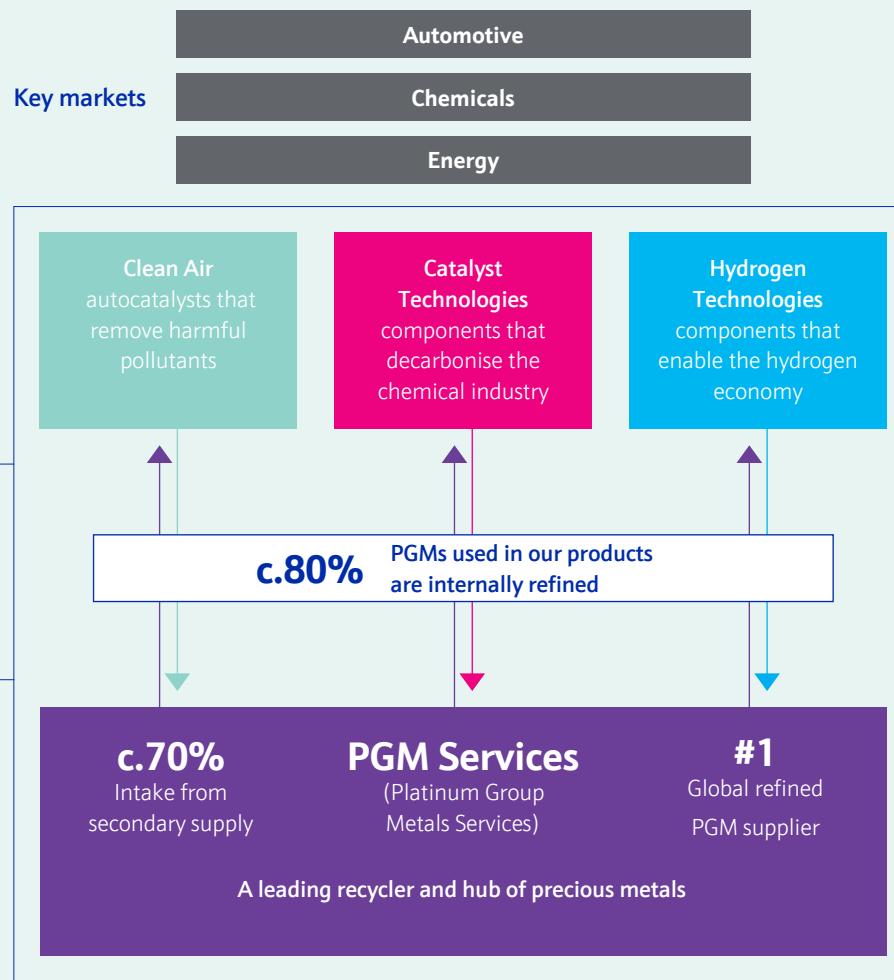 Automotive
Key markets
Chemicals
Energy
Clean Air
autocatalysts that
remove harmful
pollutants
Catalyst
Technologies
components that
decarbonise the
chemical industry
Hydrogen
Technologies
components that
enable the hydrogen
economy
c.80%
PGMs used in our products
are internally refined
c.70%
Intake from
secondary supply
PGM Services
(Platinum Group
Metals Services)
#1
Global refined
PGM supplier
A leading recycler and hub of precious metals